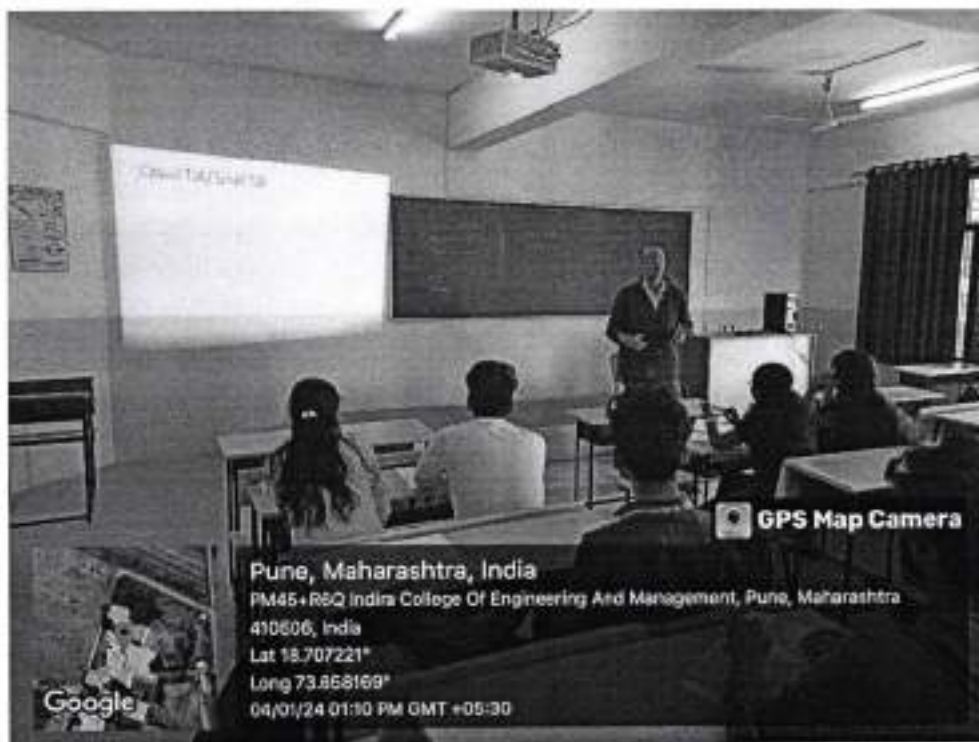 GPS Map Camera
Pune, Maharashtra, India
PM45+R6Q Indira College Of Engineering And Management, Pune, Maharashtra
410506, India
Lat 18.707221°
Long 73.658169°
04/01/24 01:10 PM GMT +05:30
Google